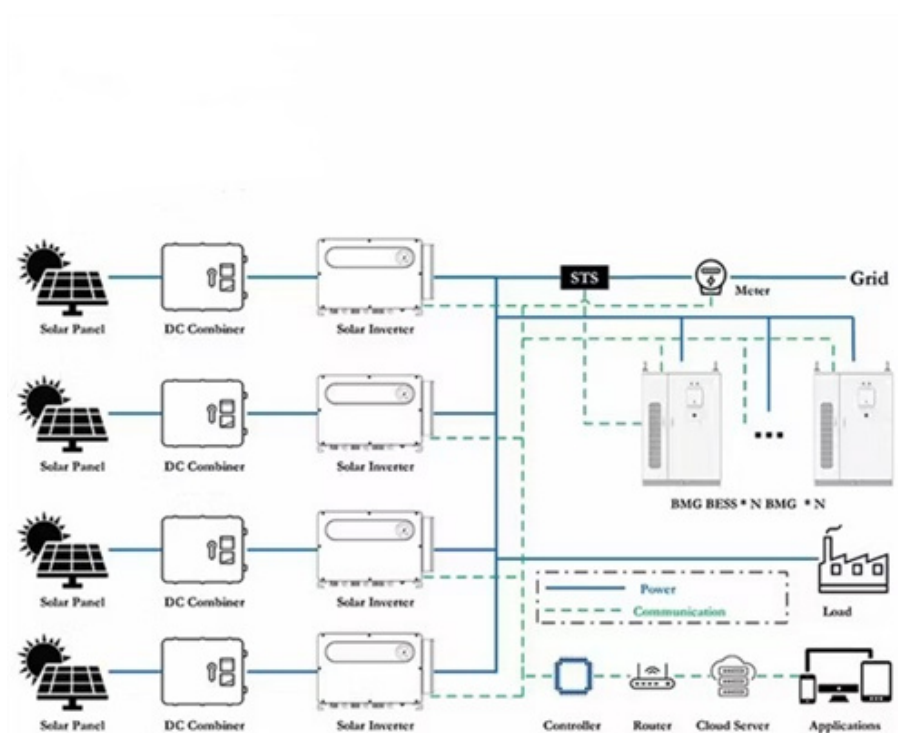 STS
Grid
Meter
Solar Panel
DC Combiner
Solar Inverter
Solar Panel
DC Combiner
Solar Inverter
BMG BESS * N BMG * N
Solar Panel
DC Combiner
Solar Inverter
Power
Communication
Load
Solar Panel
DC Combiner
Solar Inverter
Controller
Router
Cloud Server
Applications